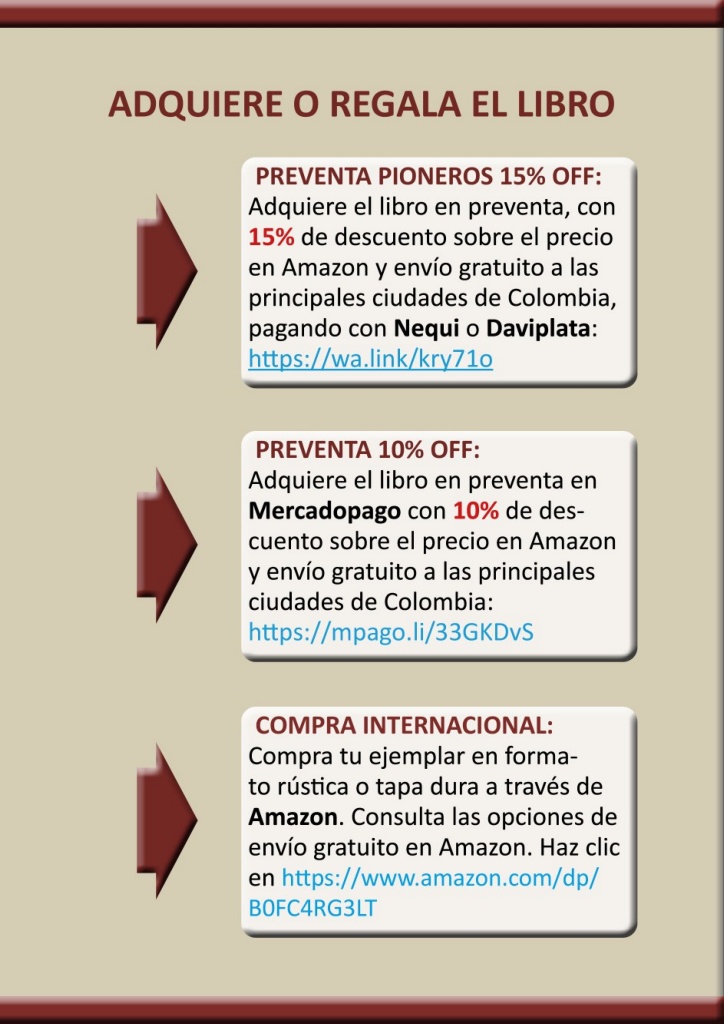 ADQUIERE O REGALA EL LIBRO
PREVENTA PIONEROS 15% OFF:
Adquiere el libro en preventa, con
15% de descuento sobre el precio
en Amazon y envío gratuito a las
principales ciudades de Colombia,
pagando con Nequi o Daviplata:
https://wa.link/kry71o
PREVENTA 10% OFF:
Adquiere el libro en preventa en
Mercadopago con 10% de des-
cuento sobre el precio en Amazon
y envío gratuito a las principales
ciudades de Colombia:
https://mpago.li/33GKDvS
COMPRA INTERNACIONAL:
Compra tu ejemplar en forma-
to rústica o tapa dura a través de
Amazon. Consulta las opciones de
envío gratuito en Amazon. Haz clic
en https://www.amazon.com/dp/
B0FC4RG3LT